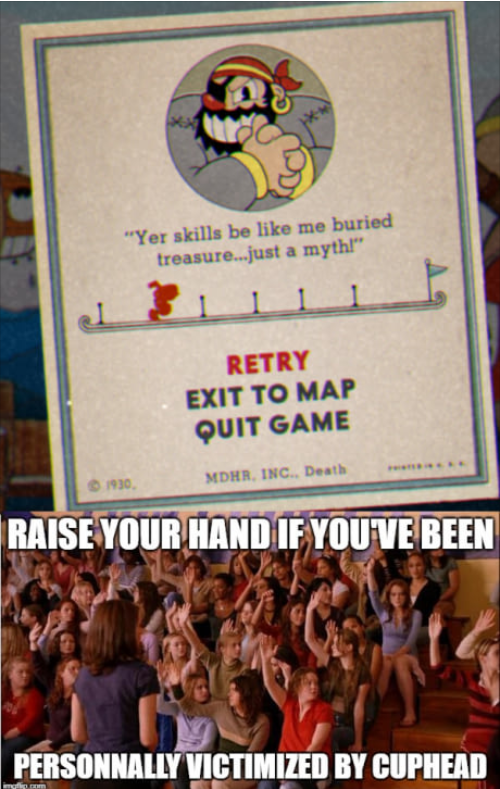 "Yer skills be like me buried
treasure...just a myth!"
RETRY
EXIT TO MAP
QUIT GAME
© 1930.
MDHR. INC., Death
RAISE YOUR HAND IF YOU'VE BEEN
PERSONNALLY VICTIMIZED BY CUPHEAD
imgflip.com